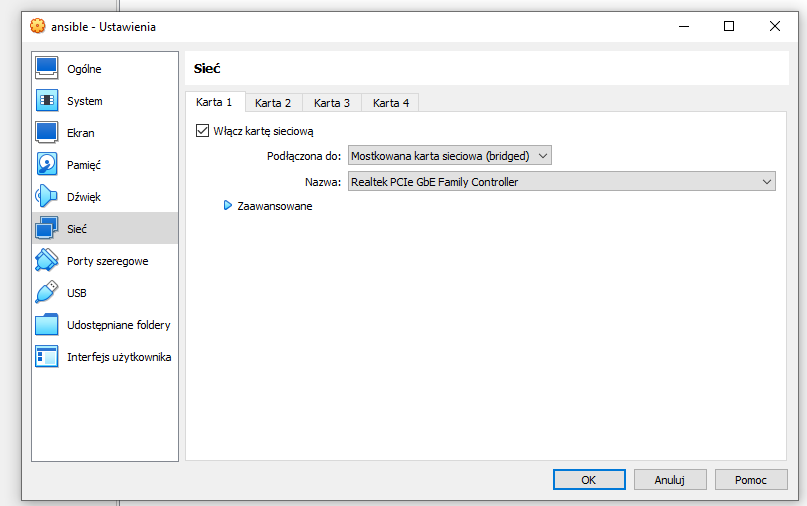 ansible - Ustawienia
Ogólne
System
Ekran
Pamięć
Dźwięk
Sieć
Porty szeregowe
USB
Udostępniane foldery
Interfejs użytkownika
Sieć
Karta 1 Karta 2 Karta 3 Karta 4
Włącz kartę sieciową
Podłączona do: Mostkowana karta sieciowa (bridged)
Nazwa: Realtek PCIe GbE Family Controller
Zaawansowane
OK Anuluj Pomoc